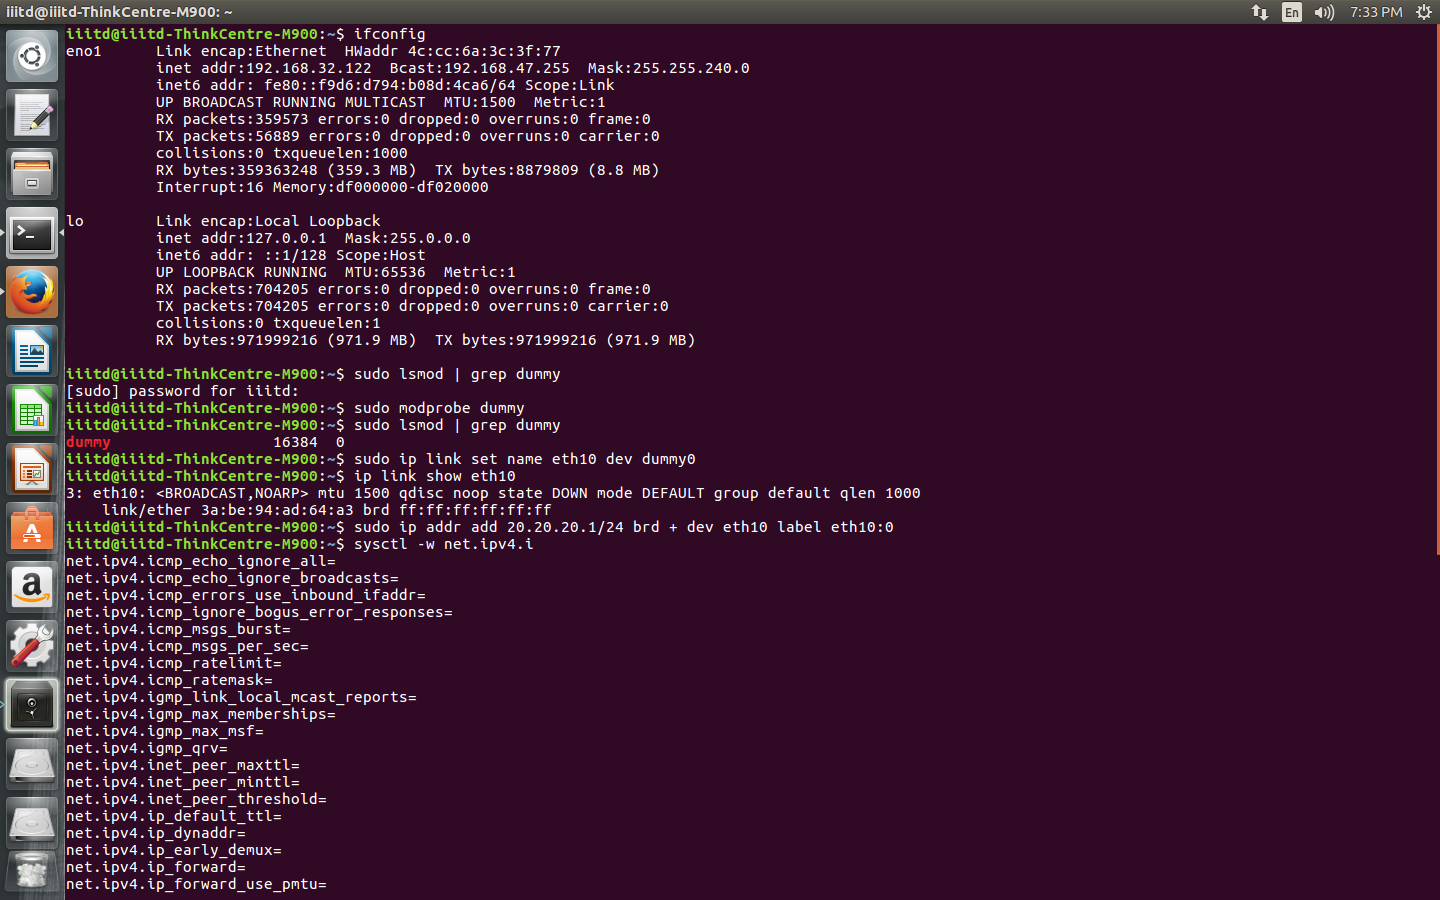 iiitd@iiitd-ThinkCentre-M900: ~
En
7:33 PM
iiitd@iiitd-ThinkCentre-M900:~$ ifconfig
eno1      Link encap:Ethernet  HWaddr 4c:cc:6a:3c:3f:77
          inet addr:192.168.32.122  Bcast:192.168.47.255  Mask:255.255.240.0
          inet6 addr: fe80::f9d6:d794:b08d:4ca6/64 Scope:Link
          UP BROADCAST RUNNING MULTICAST  MTU:1500  Metric:1
          RX packets:359573 errors:0 dropped:0 overruns:0 frame:0
          TX packets:56889 errors:0 dropped:0 overruns:0 carrier:0
          collisions:0 txqueuelen:1000
          RX bytes:359363248 (359.3 MB)  TX bytes:8879809 (8.8 MB)
          Interrupt:16 Memory:df000000-df020000
lo        Link encap:Local Loopback
          inet addr:127.0.0.1  Mask:255.0.0.0
          inet6 addr: ::1/128 Scope:Host
          UP LOOPBACK RUNNING  MTU:65536  Metric:1
          RX packets:704205 errors:0 dropped:0 overruns:0 frame:0
          TX packets:704205 errors:0 dropped:0 overruns:0 carrier:0
          collisions:0 txqueuelen:1
          RX bytes:971999216 (971.9 MB)  TX bytes:971999216 (971.9 MB)
iiitd@iiitd-ThinkCentre-M900:~$ sudo lsmod | grep dummy
[sudo] password for iiitd:
iiitd@iiitd-ThinkCentre-M900:~$ sudo modprobe dummy
iiitd@iiitd-ThinkCentre-M900:~$ sudo lsmod | grep dummy
dummy                  16384  0
iiitd@iiitd-ThinkCentre-M900:~$ sudo ip link set name eth10 dev dummy0
iiitd@iiitd-ThinkCentre-M900:~$ ip link show eth10
3: eth10: <BROADCAST,NOARP> mtu 1500 qdisc noop state DOWN mode DEFAULT group default qlen 1000
    link/ether 3a:be:94:ad:64:a3 brd ff:ff:ff:ff:ff:ff
iiitd@iiitd-ThinkCentre-M900:~$ sudo ip addr add 20.20.20.1/24 brd + dev eth10 label eth10:0
iiitd@iiitd-ThinkCentre-M900:~$ sysctl -w net.ipv4.i
net.ipv4.icmp_echo_ignore_all=
net.ipv4.icmp_echo_ignore_broadcasts=
net.ipv4.icmp_errors_use_inbound_ifaddr=
net.ipv4.icmp_ignore_bogus_error_responses=
net.ipv4.icmp_msgs_burst=
net.ipv4.icmp_msgs_per_sec=
net.ipv4.icmp_ratelimit=
net.ipv4.icmp_ratemask=
net.ipv4.igmp_link_local_mcast_reports=
net.ipv4.igmp_max_memberships=
net.ipv4.igmp_max_msf=
net.ipv4.igmp_qrv=
net.ipv4.inet_peer_maxttl=
net.ipv4.inet_peer_minttl=
net.ipv4.inet_peer_threshold=
net.ipv4.ip_default_ttl=
net.ipv4.ip_dynaddr=
net.ipv4.ip_early_demux=
net.ipv4.ip_forward=
net.ipv4.ip_forward_use_pmtu=